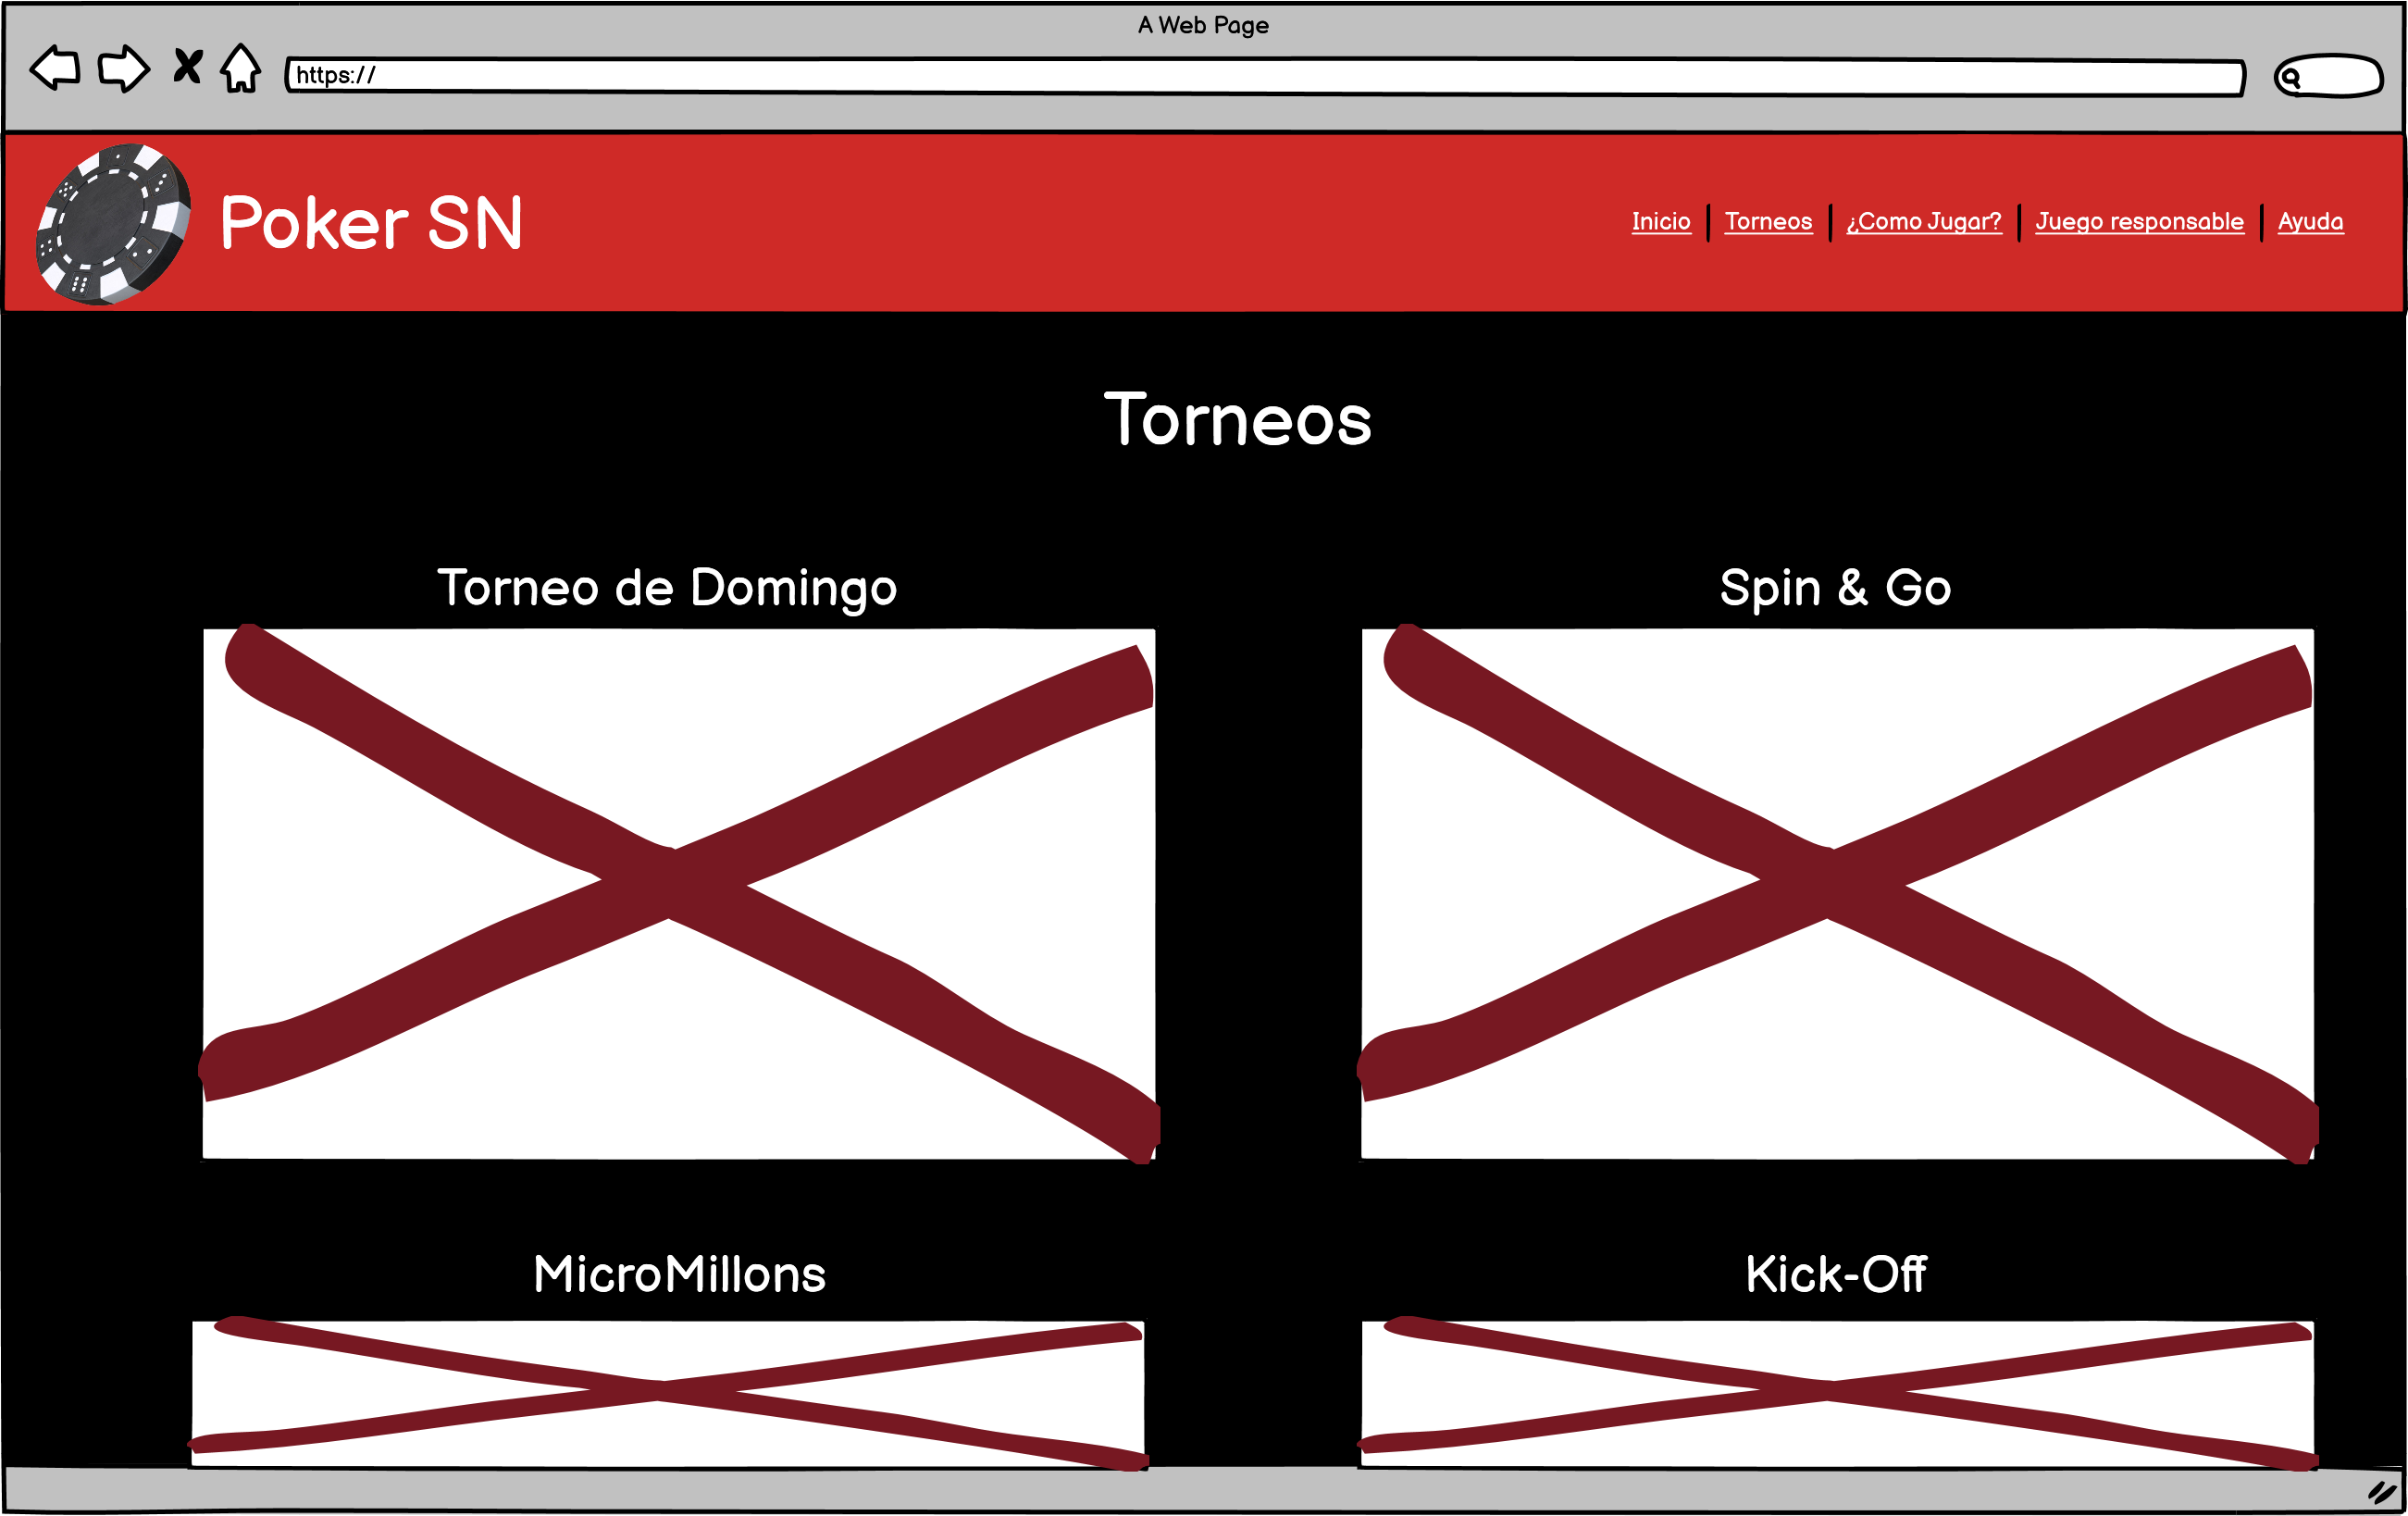 A Web Page
https://
Poker SN
Inicio Torneos ¿Como Jugar? Juego responsable Ayuda
Torneos
Torneo de Domingo Spin & Go
MicroMillons Kick-Off